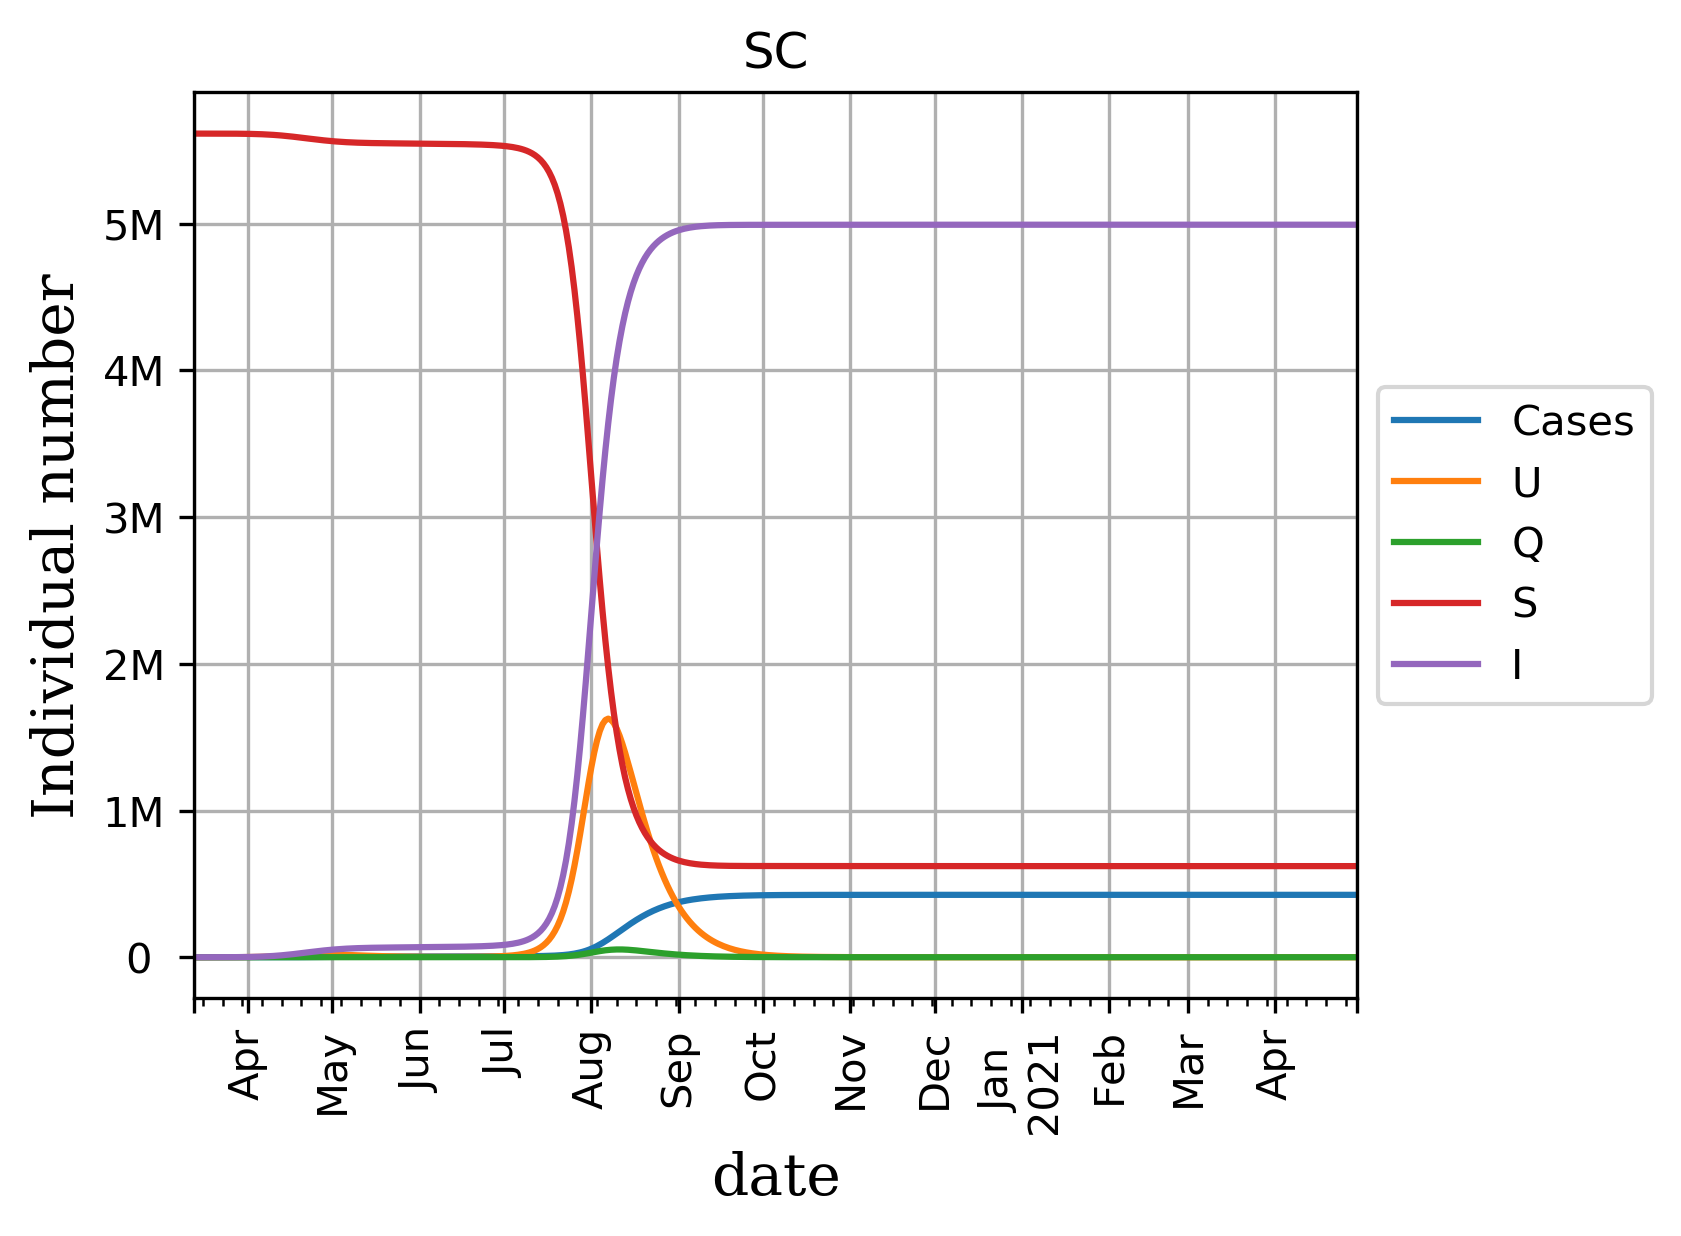 SC
Individual number
5M
4M
3M
2M
1M
0
Apr
May
Jun
Jul
Aug
Sep
Oct
Nov
Dec
Jan
2021
Feb
Mar
Apr
date
Cases
U
Q
S
I